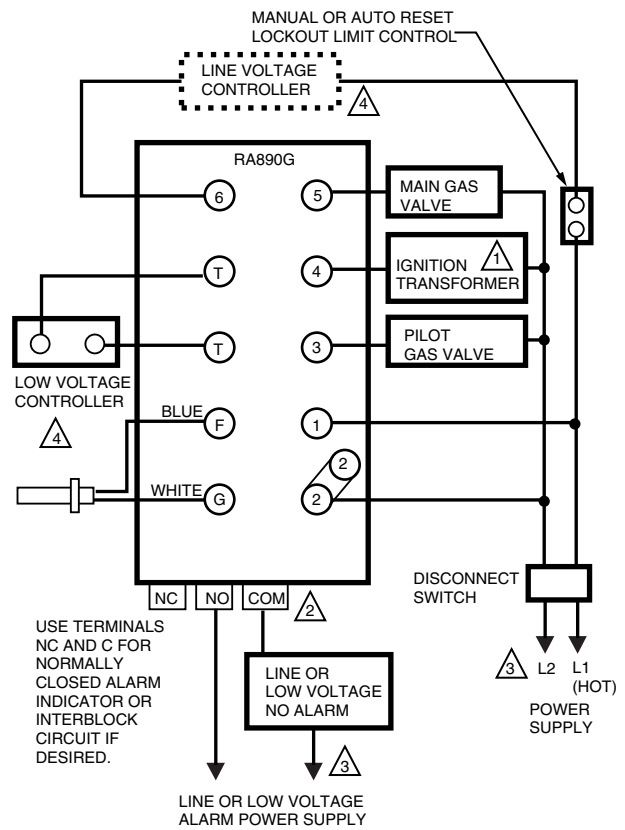 MANUAL OR AUTO RESET
LOCKOUT LIMIT CONTROL
LINE VOLTAGE
CONTROLLER
4
RA890G
6
5
MAIN GAS
VALVE
T
4
IGNITION
TRANSFORMER
1
T
3
PILOT
GAS VALVE
LOW VOLTAGE
CONTROLLER
4
BLUE
F
1
2
WHITE
G
2
NC
NO
COM
2
DISCONNECT
SWITCH
USE TERMINALS
NC AND C FOR
NORMALLY
CLOSED ALARM
INDICATOR OR
INTERBLOCK
CIRCUIT IF
DESIRED.
LINE OR
LOW VOLTAGE
NO ALARM
3
3
L2
L1
(HOT)
POWER
SUPPLY
LINE OR LOW VOLTAGE
ALARM POWER SUPPLY